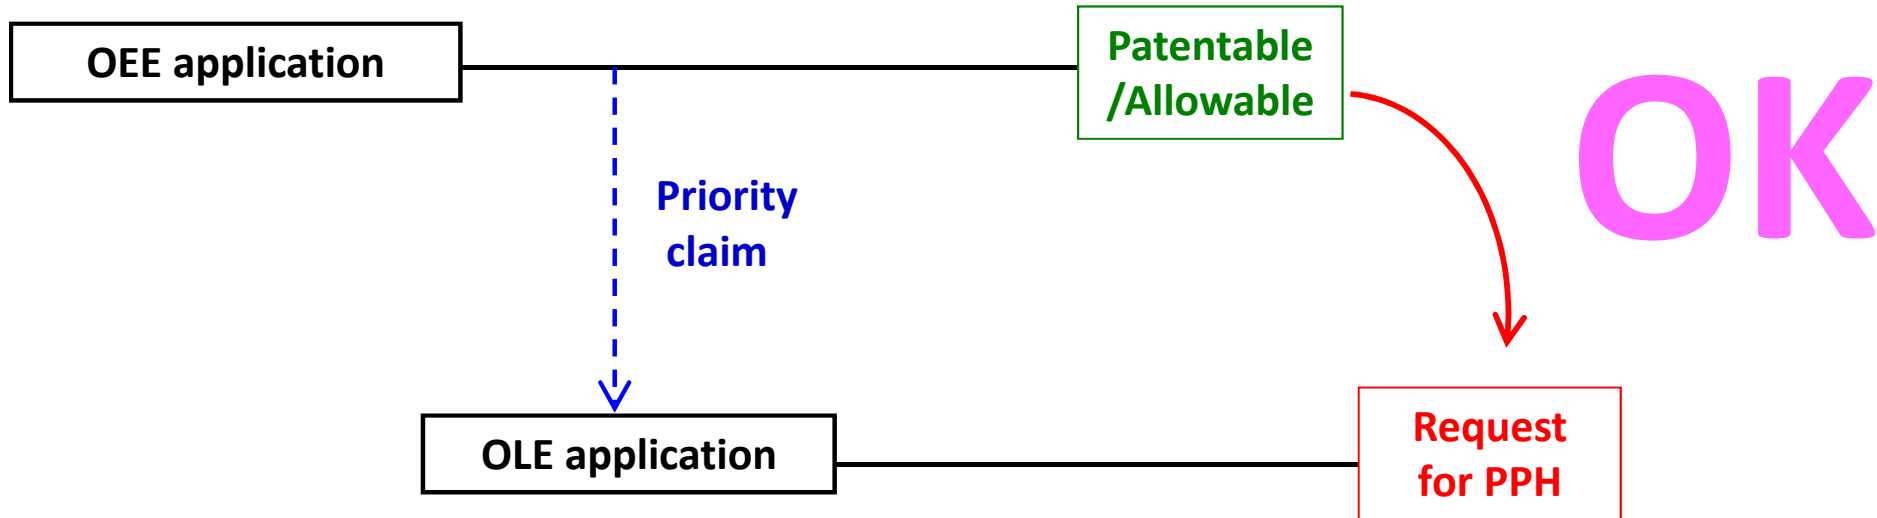 OEE application
Patentable
/Allowable
OK
Priority
claim
OLE application
Request
for PPH